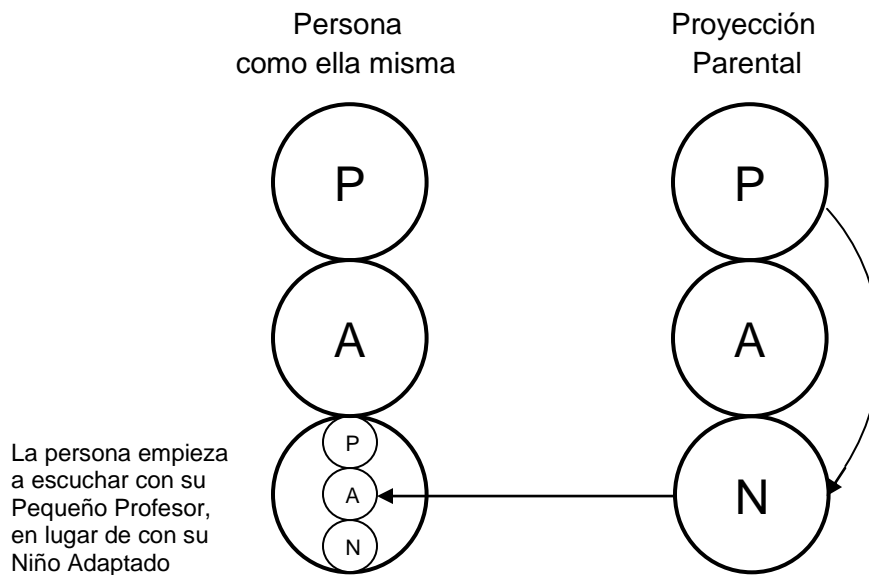 Persona
como ella misma
Proyección
Parental
P
P
A
A
P
A
N
N
La persona empieza
a escuchar con su
Pequeño Profesor,
en lugar de con su
Niño Adaptado